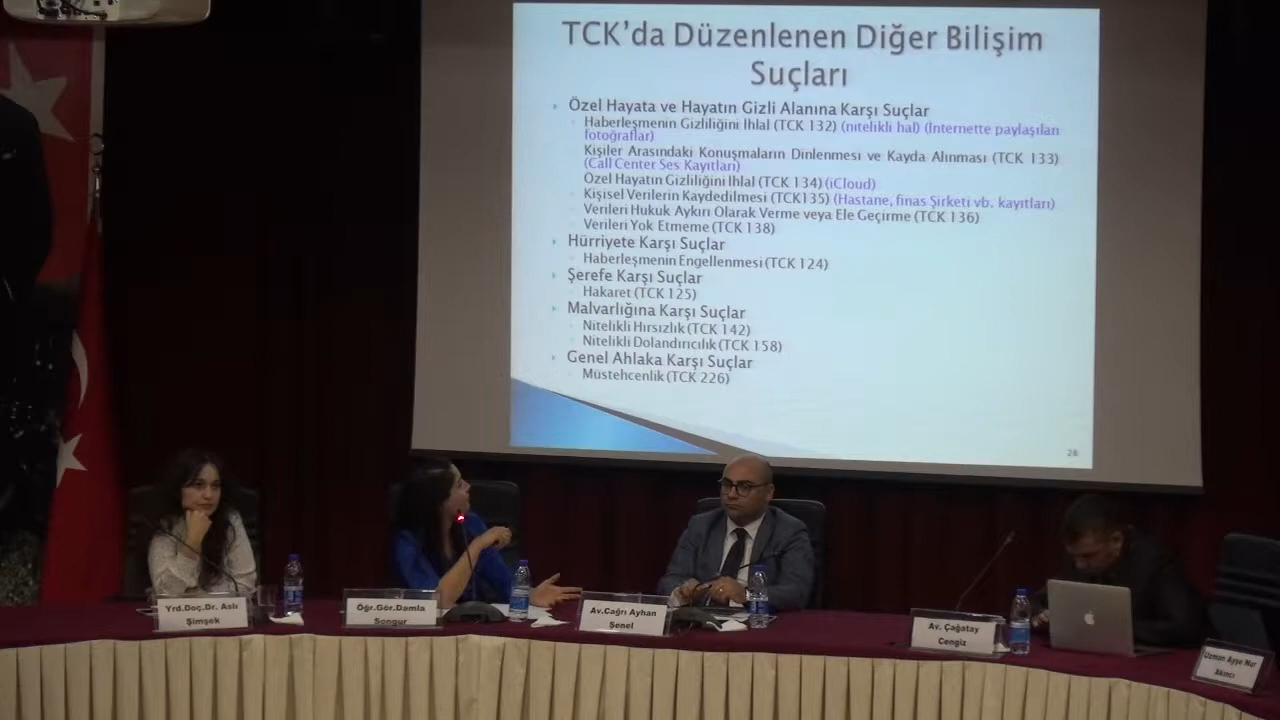 TCK'da Düzenlenen Diğer Bilişim
Suçları
Özel Hayata ve Hayatın Gizli Alanına Karşı Suçlar
Haberleşmenin Gizliliğini İhlal (TCK 132) (nitelikli hal) (İnternette paylaşılan
fotoğraflar)
Kişiler Arasındaki Konuşmaların Dinlenmesi ve Kayda Alınması (TCK 133)
(Call Center Ses Kayıtları)
Özel Hayatın Gizliliğini İhlal (TCK 134) (iCloud)
Kişisel Verilerin Kaydedilmesi (TCK135) (Hastane, finas Şirketi vb. kayıtları)
Verileri Hukuk Aykırı Olarak Verme veya Ele Geçirme (TCK 136)
Verileri Yok Etmeme (TCK 138)
Hürriyete Karşı Suçlar
Haberleşmenin Engellenmesi (TCK 124)
Şerefe Karşı Suçlar
Hakaret (TCK 125)
Malvarlığına Karşı Suçlar
Nitelikli Hırsızlık (TCK 142)
Nitelikli Dolandırıcılık (TCK 158)
Genel Ahlaka Karşı Suçlar
Müstehcenlik (TCK 226)
28
Yrd.Doç.Dr. Aslı
Şimşek
Öğr.Gör.Damla
Songur
Av.Cağrı Ayhan
Şenel
Av. Çağatay
Cengiz
Uzman Ayşe Nur
Akıncı